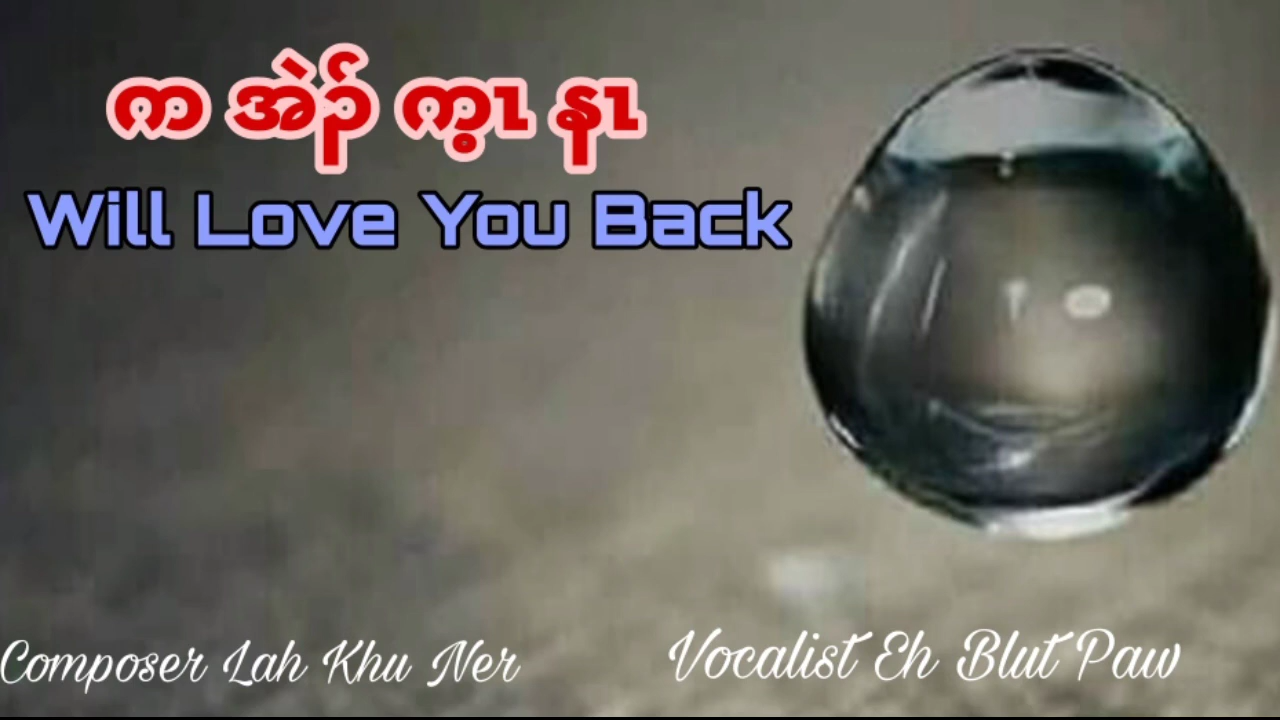 က အဲၣ် က့ၤ နၤ
Will Love You Back
Composer Lah Khu Ner
Vocalist Eh Blut Paw